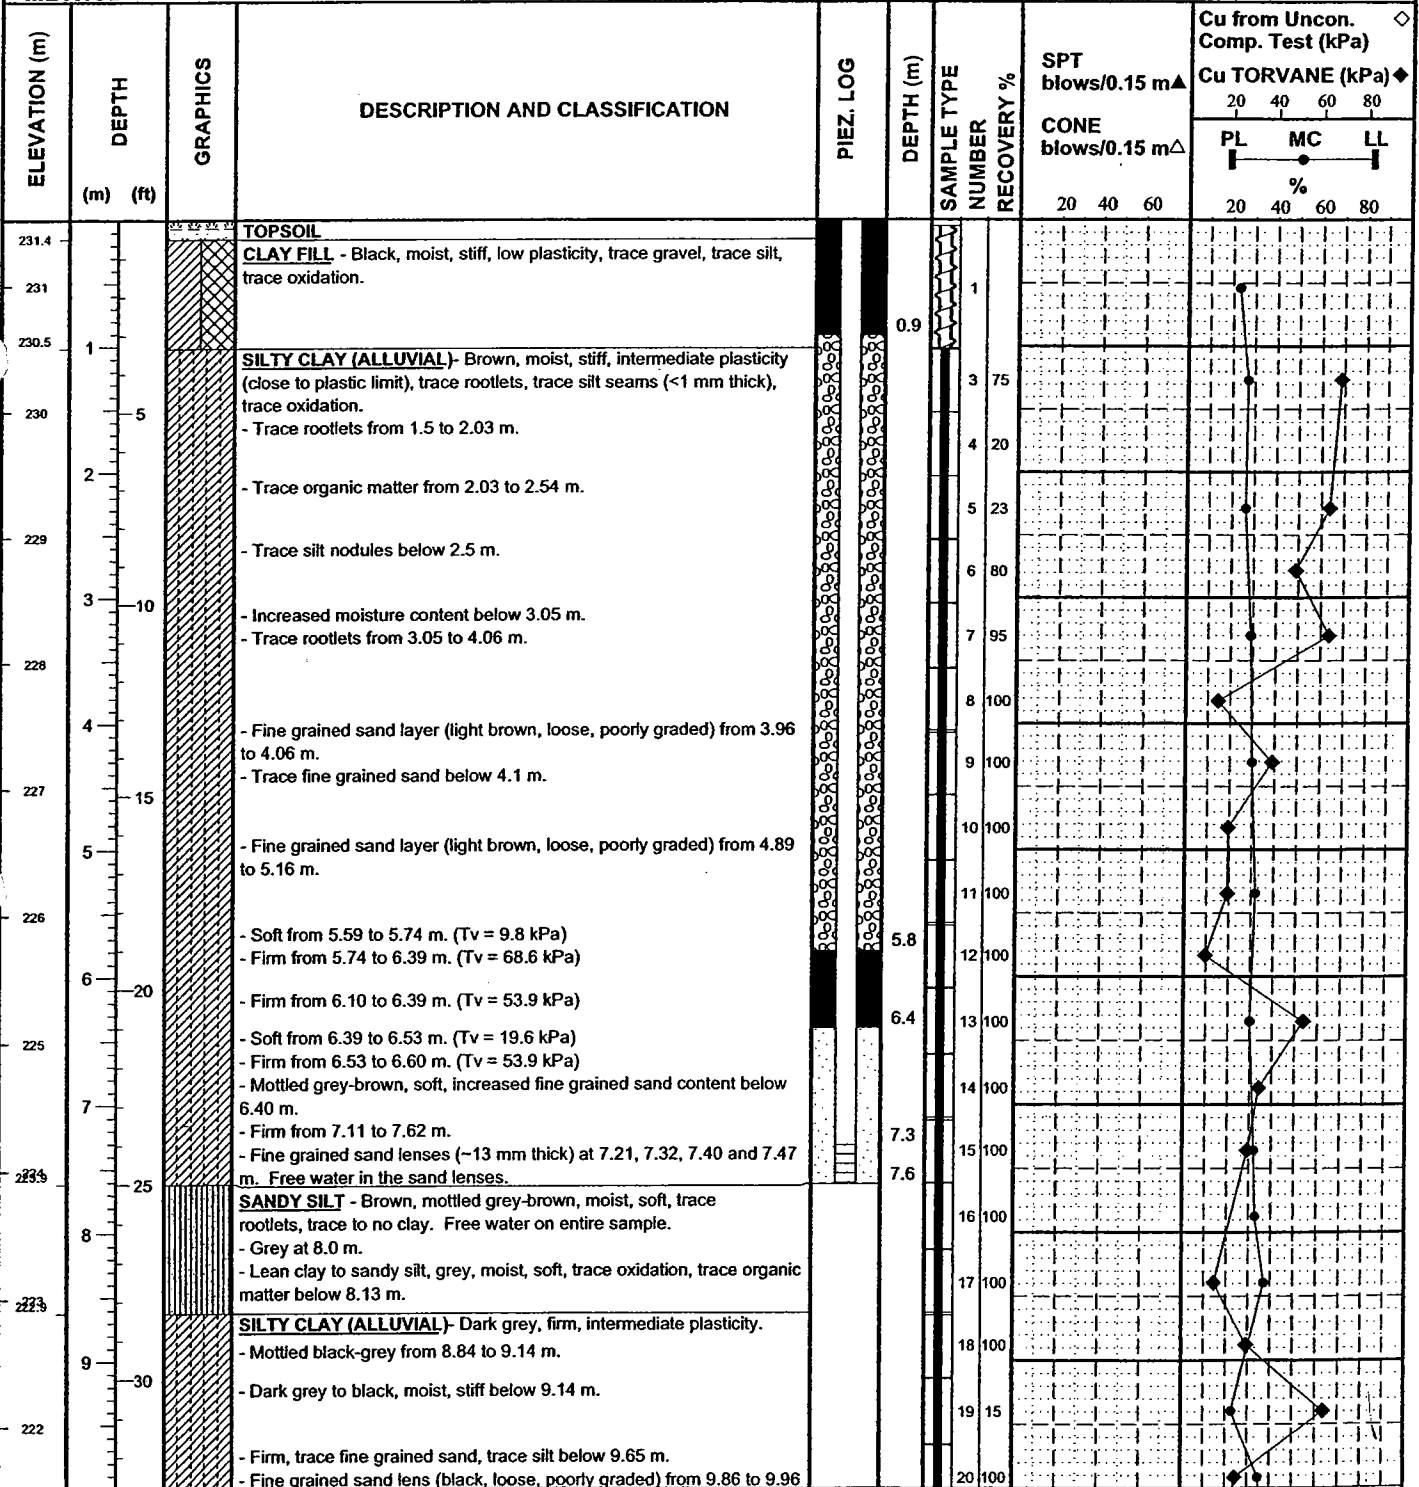 ELEVATION (m)
DEPTH
(m) (ft)
GRAPHICS
DESCRIPTION AND CLASSIFICATION
PIEZ. LOG
DEPTH (m)
SAMPLE TYPE
NUMBER
RECOVERY %
SPT
blows/0.15 m▲
CONE
blows/0.15 m△
20 40 60
Cu from Uncon. ◇
Comp. Test (kPa)
Cu TORVANE (kPa)◆
20 40 60 80
PL MC LL
%
20 40 60 80
TOPSOIL
231.4
CLAY FILL - Black, moist, stiff, low plasticity, trace gravel, trace silt,
trace oxidation.
231
1
0.9
230.5
1
SILTY CLAY (ALLUVIAL)- Brown, moist, stiff, intermediate plasticity
(close to plastic limit), trace rootlets, trace silt seams (<1 mm thick),
trace oxidation.
3 75
230
5
- Trace rootlets from 1.5 to 2.03 m.
4 20
2
- Trace organic matter from 2.03 to 2.54 m.
5 23
229
- Trace silt nodules below 2.5 m.
6 80
3
10
- Increased moisture content below 3.05 m.
- Trace rootlets from 3.05 to 4.06 m.
7 95
228
8 100
4
- Fine grained sand layer (light brown, loose, poorly graded) from 3.96
to 4.06 m.
- Trace fine grained sand below 4.1 m.
9 100
227
15
10 100
5
- Fine grained sand layer (light brown, loose, poorly graded) from 4.89
to 5.16 m.
11 100
226
- Soft from 5.59 to 5.74 m. (Tv = 9.8 kPa)
5.8
- Firm from 5.74 to 6.39 m. (Tv = 68.6 kPa)
12 100
6
20
- Firm from 6.10 to 6.39 m. (Tv = 53.9 kPa)
6.4
13 100
- Soft from 6.39 to 6.53 m. (Tv = 19.6 kPa)
225
- Firm from 6.53 to 6.60 m. (Tv = 53.9 kPa)
- Mottled grey-brown, soft, increased fine grained sand content below
6.40 m.
14 100
7
- Firm from 7.11 to 7.62 m.
7.3
- Fine grained sand lenses (~13 mm thick) at 7.21, 7.32, 7.40 and 7.47
m. Free water in the sand lenses.
15 100
7.6
224
223.9
25
SANDY SILT - Brown, mottled grey-brown, moist, soft, trace
rootlets, trace to no clay. Free water on entire sample.
16 100
8
- Grey at 8.0 m.
- Lean clay to sandy silt, grey, moist, soft, trace oxidation, trace organic
matter below 8.13 m.
17 100
223
222.9
SILTY CLAY (ALLUVIAL)- Dark grey, firm, intermediate plasticity.
- Mottled black-grey from 8.84 to 9.14 m.
18 100
9
30
- Dark grey to black, moist, stiff below 9.14 m.
19 15
222
- Firm, trace fine grained sand, trace silt below 9.65 m.
- Fine grained sand lens (black, loose, poorly graded) from 9.86 to 9.96
20 100